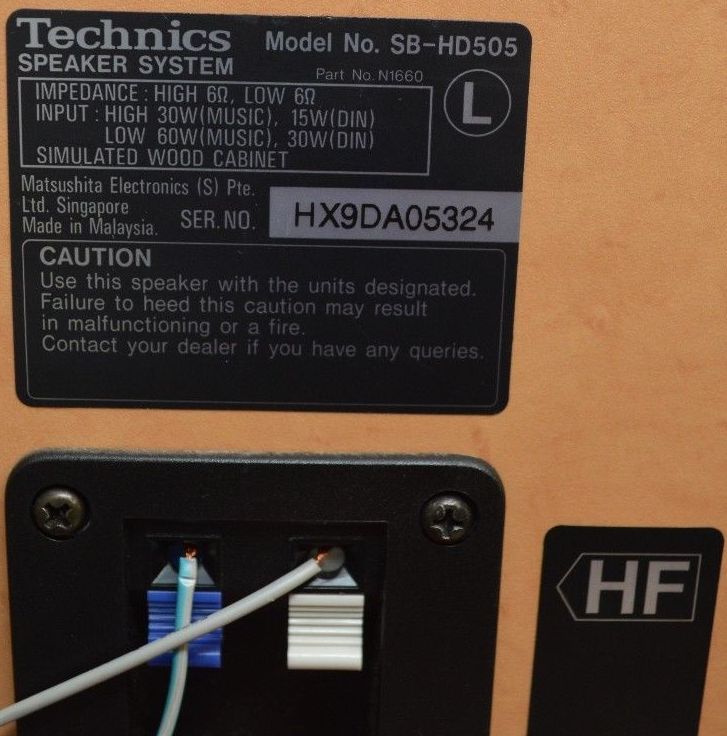 Technics Model No. SB-HD505
SPEAKER SYSTEM Part No. N1660
L
IMPEDANCE : HIGH 6Ω, LOW 6Ω
INPUT : HIGH 30W(MUSIC), 15W(DIN)
LOW 60W(MUSIC), 30W(DIN)
SIMULATED WOOD CABINET
Matsushita Electronics (S) Pte.
Ltd. Singapore
Made in Malaysia. SER.NO. HX9DA05324
CAUTION
Use this speaker with the units designated.
Failure to heed this caution may result
in malfunctioning or a fire.
Contact your dealer if you have any queries.
HF